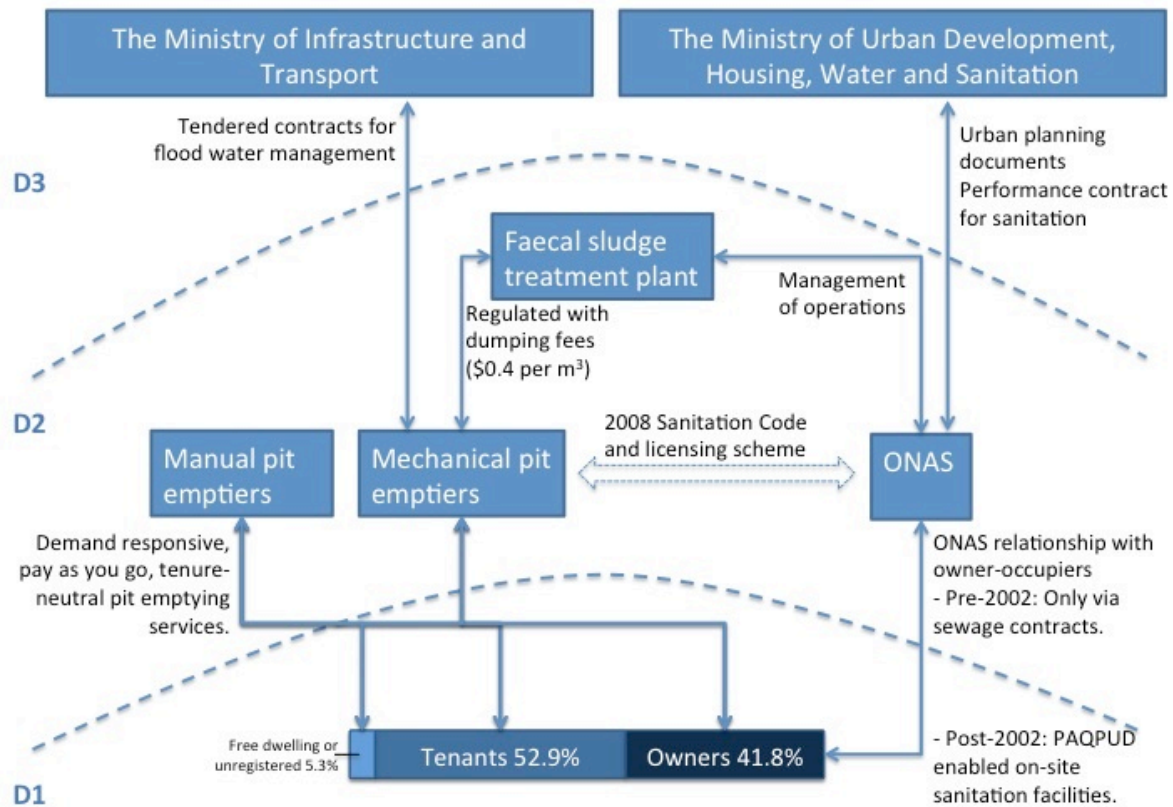 The Ministry of Infrastructure and
Transport
The Ministry of Urban Development,
Housing, Water and Sanitation
Tendered contracts for
flood water management
Urban planning
documents
Performance contract
for sanitation
D3
Faecal sludge
treatment plant
Management
of operations
Regulated with
dumping fees
($0.4 per m³)
D2
2008 Sanitation Code
and licensing scheme
Manual pit
emptiers
Mechanical pit
emptiers
ONAS
Demand responsive,
pay as you go, tenure-
neutral pit emptying
services.
ONAS relationship with
owner-occupiers
- Pre-2002: Only via
sewage contracts.
Free dwelling or
unregistered 5.3%
Tenants 52.9%
Owners 41.8%
- Post-2002: PAQPUD
enabled on-site
sanitation facilities.
D1